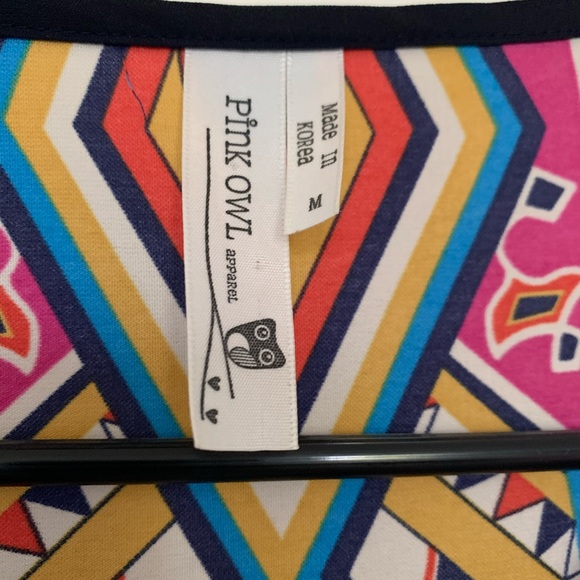 Pink OWL
apparel
Made In
Korea
M